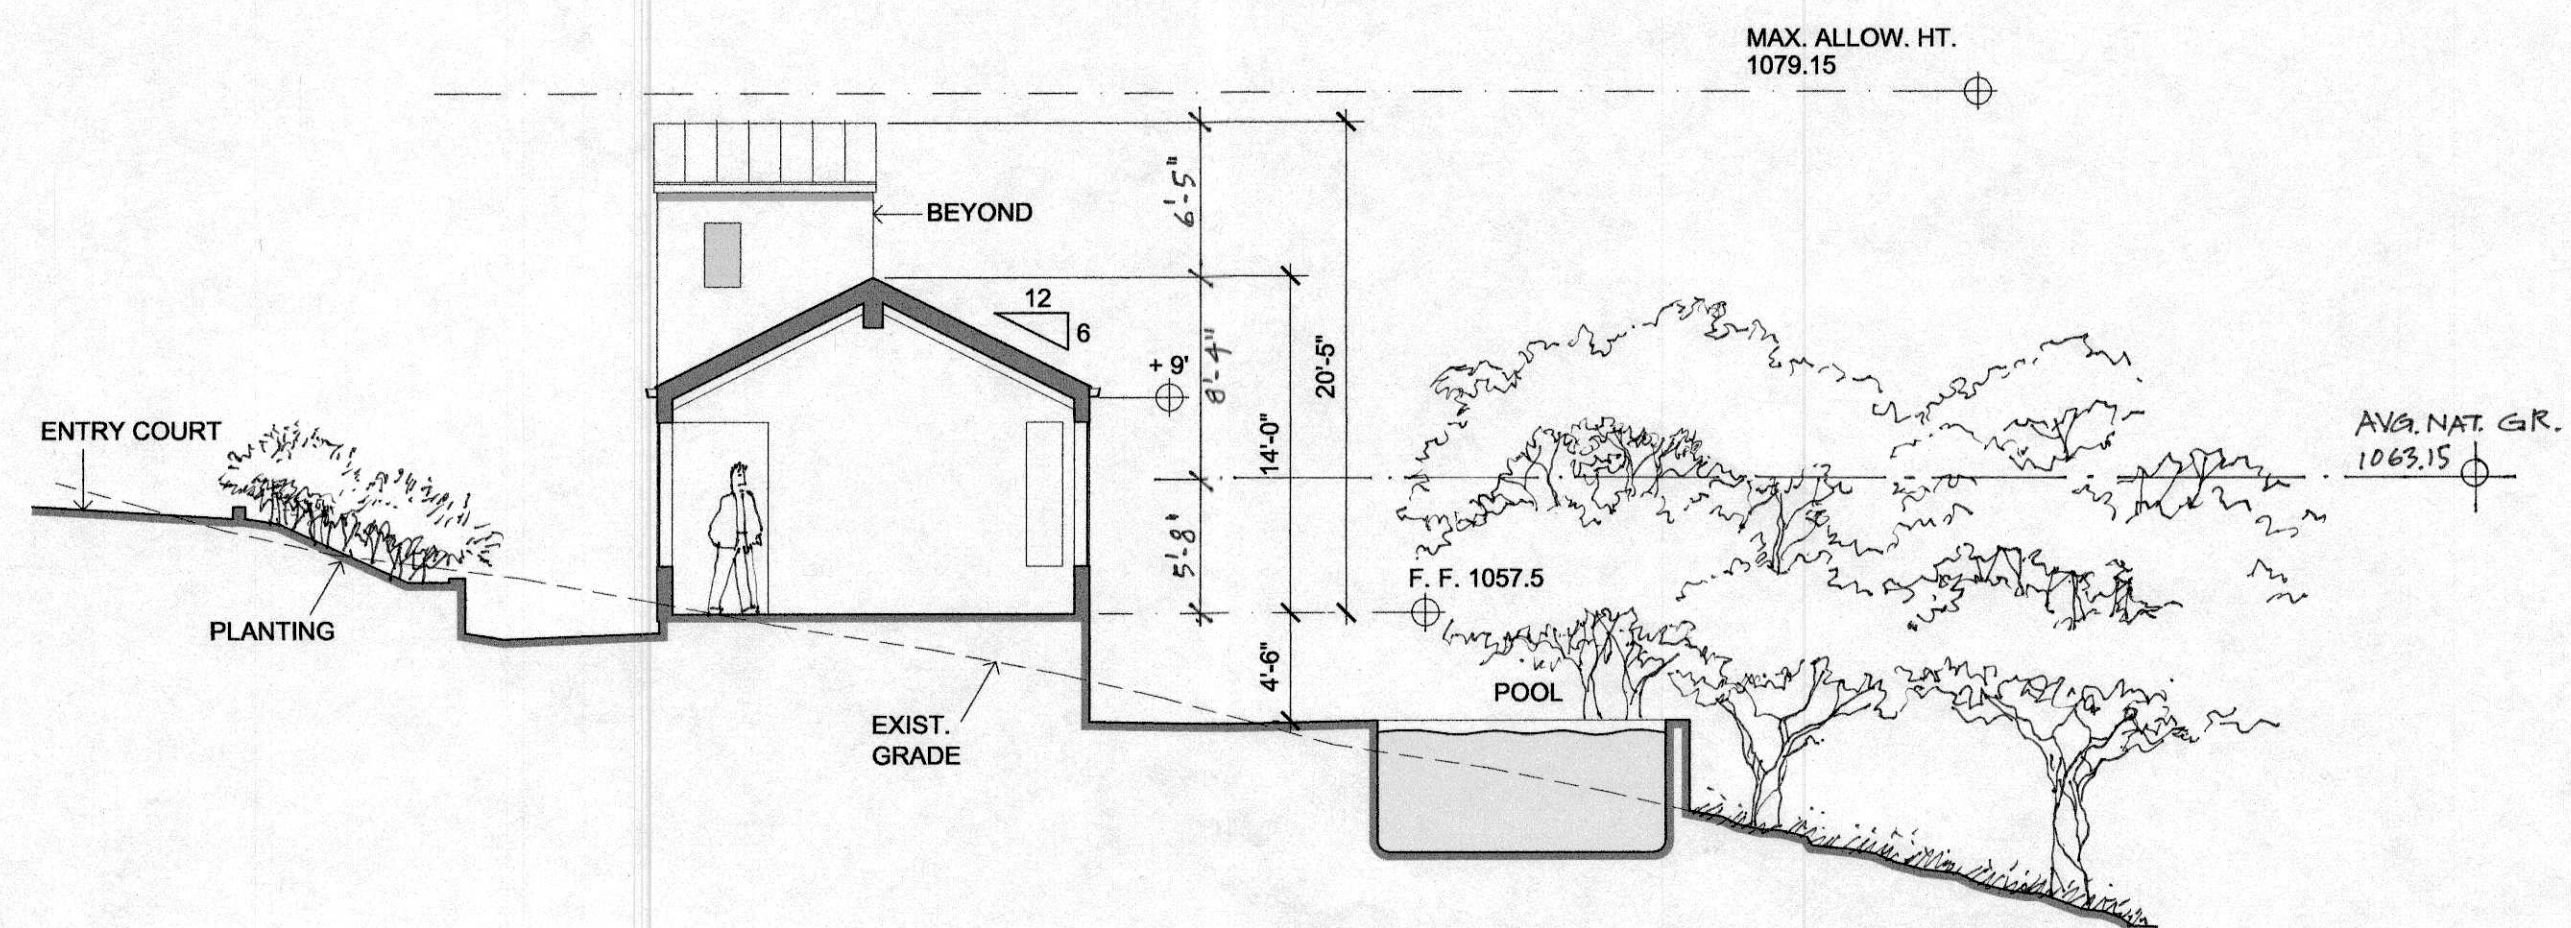 MAX. ALLOW. HT.
1079.15
BEYOND
6'-5"
12
6
+ 9'
8'-4"
20'-5"
14'-0"
ENTRY COURT
AVG. NAT. GR.
1063.15
5'-8"
F. F. 1057.5
PLANTING
4'-6"
POOL
EXIST.
GRADE